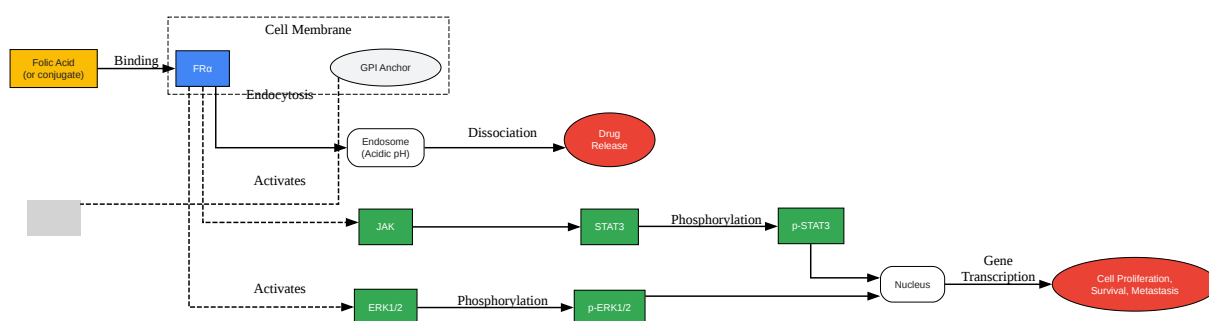 Cell Membrane
Folic Acid
(or conjugate)
Binding
FRα
GPI Anchor
Endocytosis
Endosome
(Acidic pH)
Dissociation
Drug
Release
Activates
JAK
STAT3
Phosphorylation
p-STAT3
Activates
ERK1/2
Phosphorylation
p-ERK1/2
Nucleus
Gene
Transcription
Cell Proliferation,
Survival, Metastasis